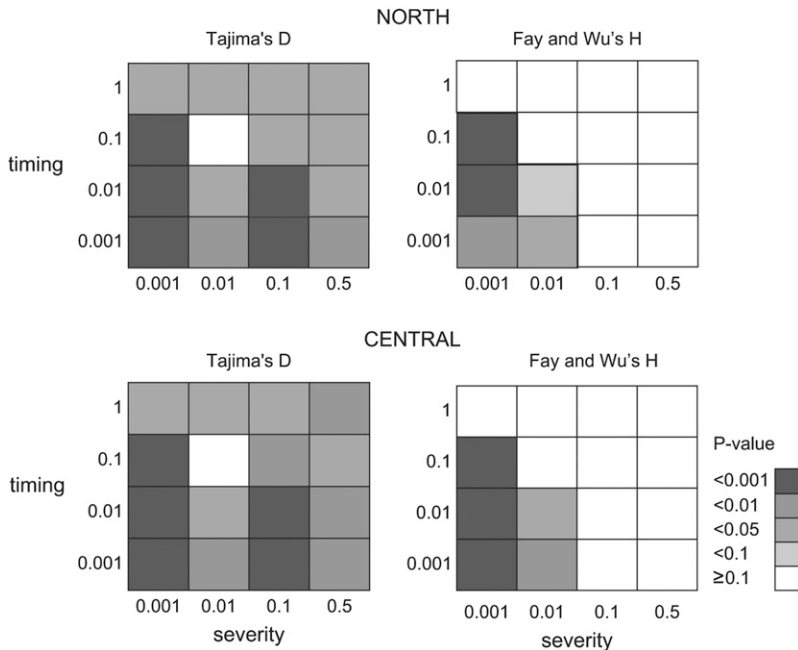 NORTH
Tajima's D
Fay and Wu's H
timing
1
0.1
0.01
0.001
0.001 0.01 0.1 0.5
1
0.1
0.01
0.001
0.001 0.01 0.1 0.5
CENTRAL
Tajima's D
Fay and Wu's H
timing
1
0.1
0.01
0.001
0.001 0.01 0.1 0.5
severity
1
0.1
0.01
0.001
0.001 0.01 0.1 0.5
severity
P-value
<0.001
<0.01
<0.05
<0.1
≥0.1